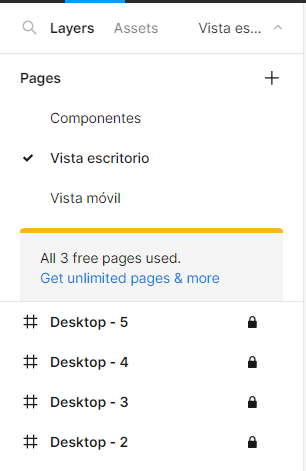 Layers Assets Vista es...
Pages
Componentes
Vista escritorio
Vista móvil
All 3 free pages used.
Get unlimited pages & more
Desktop - 5
Desktop - 4
Desktop - 3
Desktop - 2